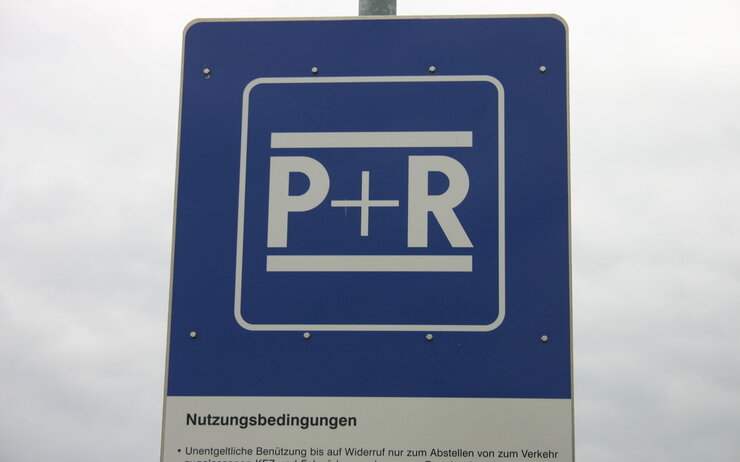 P+R
Nutzungsbedingungen
• Unentgeltliche Benützung bis auf Widerruf nur zum Abstellen von zum Verkehr